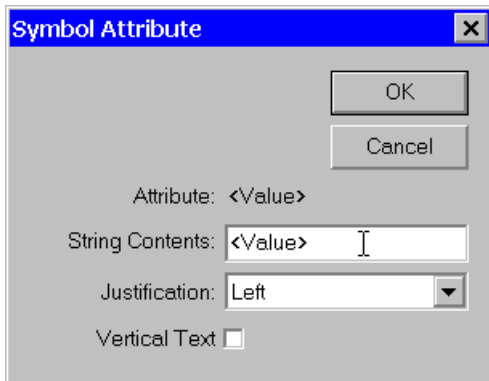 Symbol Attribute
OK
Cancel
Attribute: <Value>
String Contents: <Value>
Justification: Left
Vertical Text